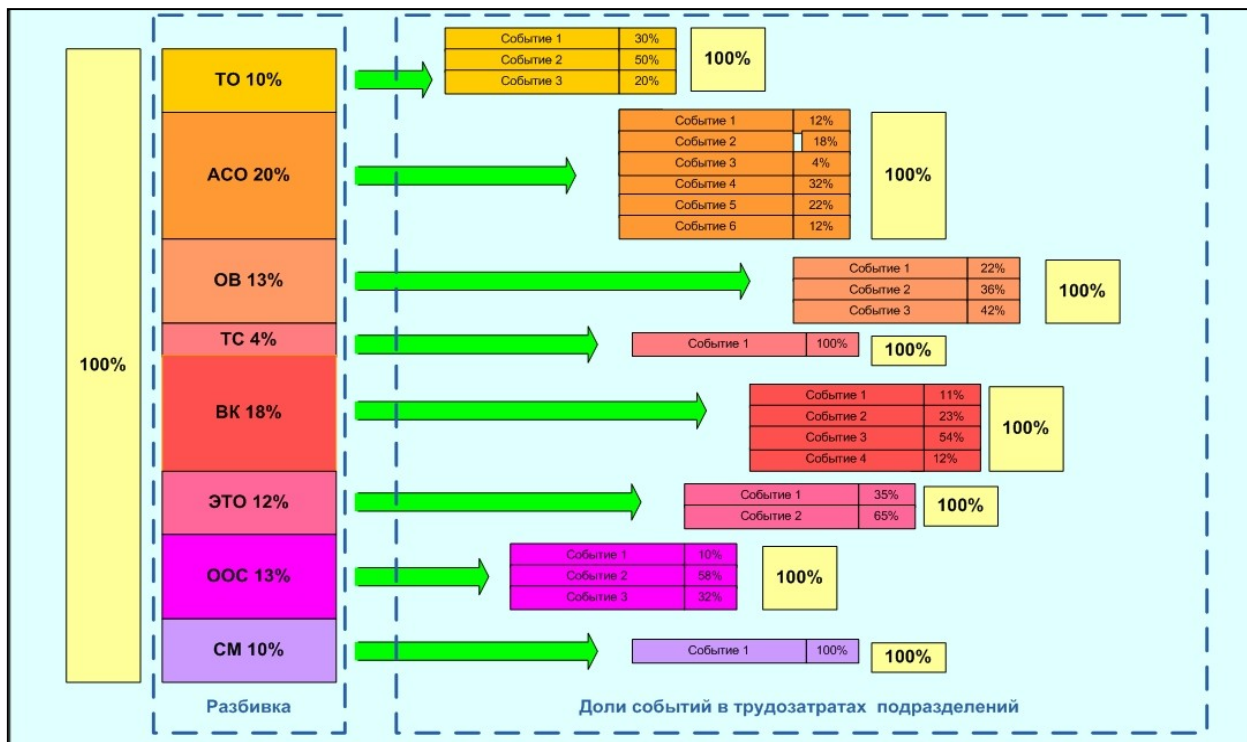 100%
ТО 10%
Событие 1 30%
Событие 2 50%
Событие 3 20%
100%
АСО 20%
Событие 1 12%
Событие 2 18%
Событие 3 4%
Событие 4 32%
Событие 5 22%
Событие 6 12%
100%
ОВ 13%
Событие 1 22%
Событие 2 36%
Событие 3 42%
100%
ТС 4%
Событие 1 100%
100%
ВК 18%
Событие 1 11%
Событие 2 23%
Событие 3 54%
Событие 4 12%
100%
ЭТО 12%
Событие 1 35%
Событие 2 65%
100%
ООС 13%
Событие 1 10%
Событие 2 58%
Событие 3 32%
100%
СМ 10%
Событие 1 100%
100%
Разбивка
Доли событий в трудозатратах подразделений